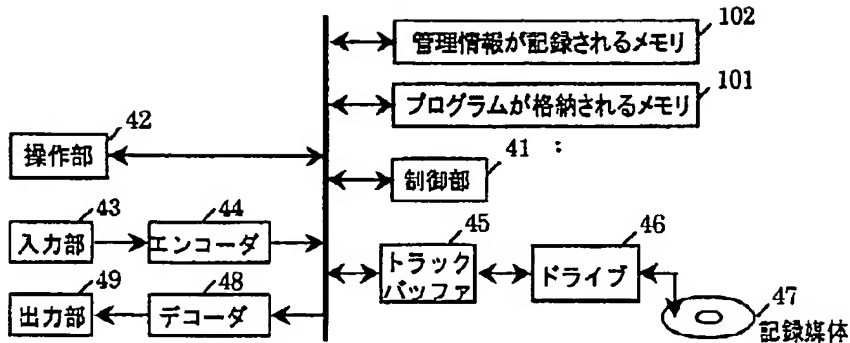 102
管理情報が記録されるメモリ
101
プログラムが格納されるメモリ
42
操作部
41 :
制御部
43
44
入力部
エンコーダ
45
46
トラック
バッファ
ドライブ
49
48
出力部
デコーダ
47
記録媒体